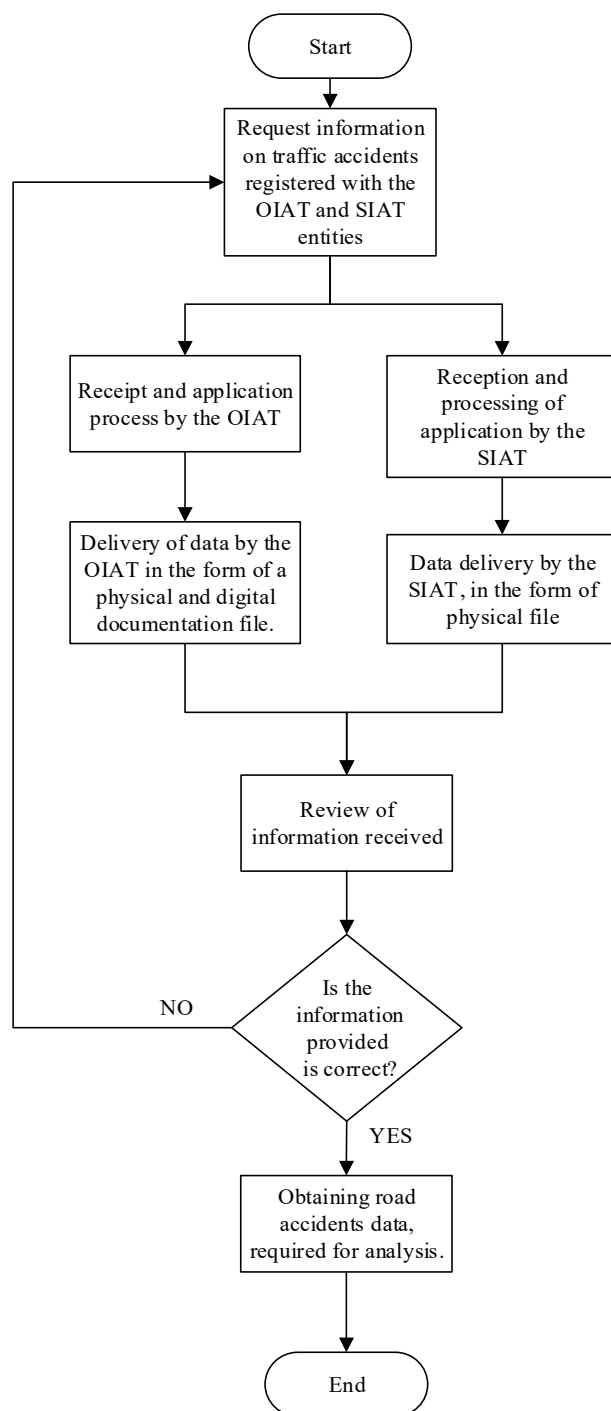 Start
Request information
on traffic accidents
registered with the
OIAT and SIAT
entities
Receipt and application
process by the OIAT
Reception and
processing of
application by the
SIAT
Delivery of data by the
OIAT in the form of a
physical and digital
documentation file.
Data delivery by the
SIAT, in the form of
physical file
Review of
information received
Is the
information
provided
is correct?
NO
YES
Obtaining road
accidents data,
required for analysis.
End